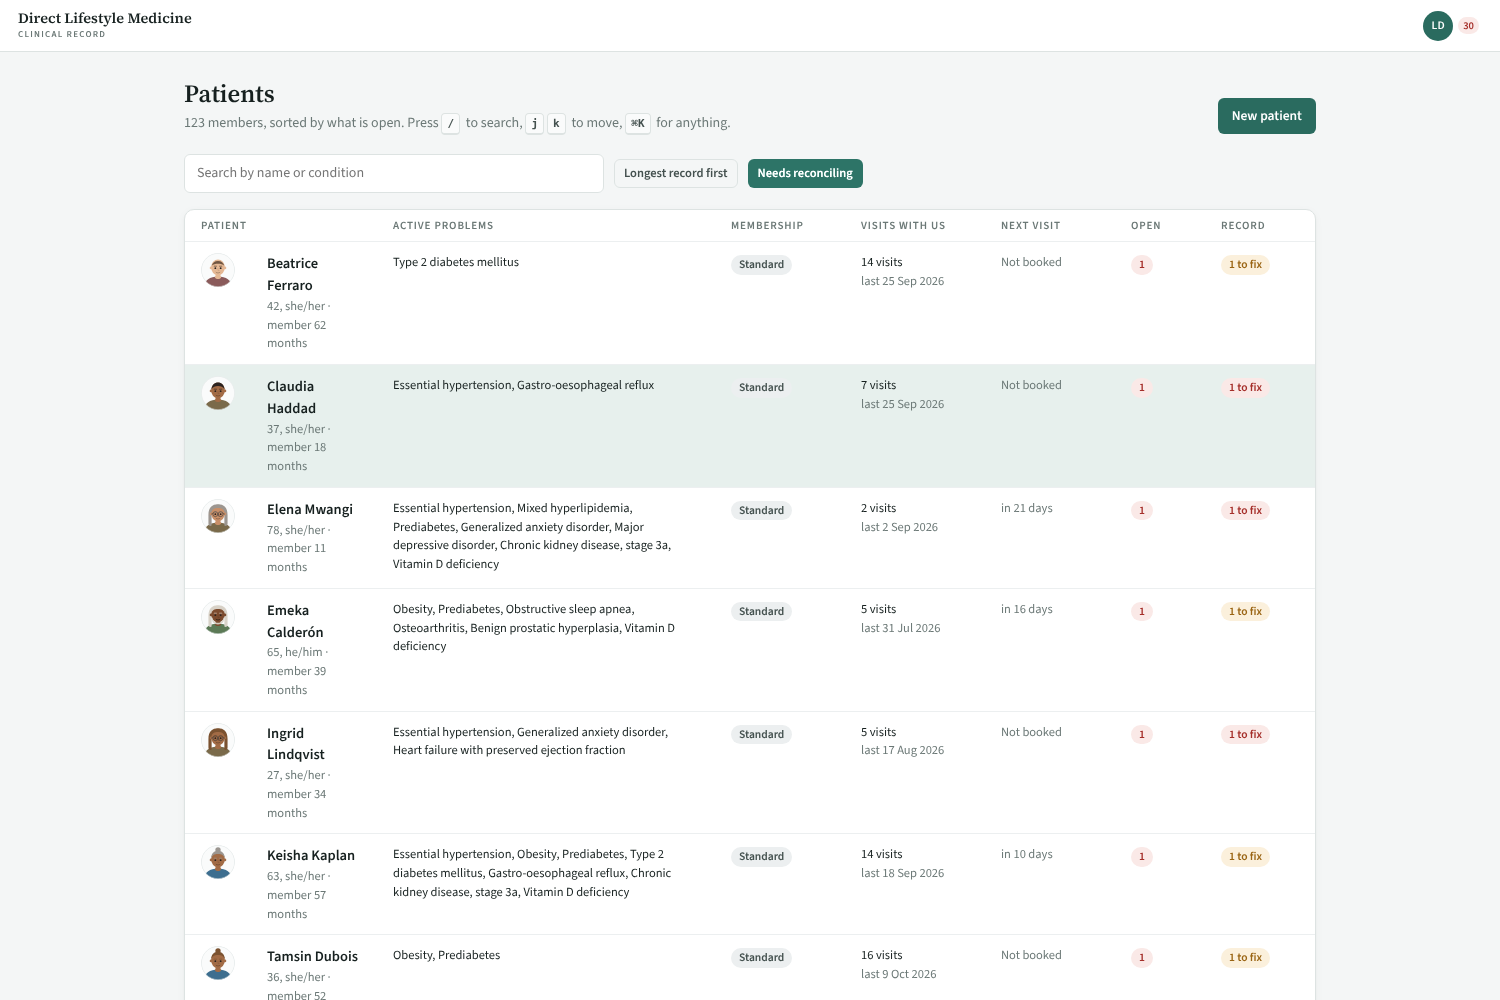 Direct Lifestyle Medicine
CLINICAL RECORD
LD 30
Patients
123 members, sorted by what is open. Press / to search, j k to move, ⌘K for anything.
New patient
Search by name or condition
Longest record first
Needs reconciling
PATIENT ACTIVE PROBLEMS MEMBERSHIP VISITS WITH US NEXT VISIT OPEN RECORD
Beatrice Ferraro
42, she/her · member 62 months
Type 2 diabetes mellitus
Standard
14 visits
last 25 Sep 2026
Not booked
1
1 to fix
Claudia Haddad
37, she/her · member 18 months
Essential hypertension, Gastro-oesophageal reflux
Standard
7 visits
last 25 Sep 2026
Not booked
1
1 to fix
Elena Mwangi
78, she/her · member 11 months
Essential hypertension, Mixed hyperlipidemia,
Prediabetes, Generalized anxiety disorder, Major
depressive disorder, Chronic kidney disease, stage 3a,
Vitamin D deficiency
Standard
2 visits
last 2 Sep 2026
in 21 days
1
1 to fix
Emeka Calderón
65, he/him · member 39 months
Obesity, Prediabetes, Obstructive sleep apnea,
Osteoarthritis, Benign prostatic hyperplasia, Vitamin D
deficiency
Standard
5 visits
last 31 Jul 2026
in 16 days
1
1 to fix
Ingrid Lindqvist
27, she/her · member 34 months
Essential hypertension, Generalized anxiety disorder,
Heart failure with preserved ejection fraction
Standard
5 visits
last 17 Aug 2026
Not booked
1
1 to fix
Keisha Kaplan
63, she/her · member 57 months
Essential hypertension, Obesity, Prediabetes, Type 2
diabetes mellitus, Gastro-oesophageal reflux, Chronic
kidney disease, stage 3a, Vitamin D deficiency
Standard
14 visits
last 18 Sep 2026
in 10 days
1
1 to fix
Tamsin Dubois
36, she/her · member 52
Obesity, Prediabetes
Standard
16 visits
last 9 Oct 2026
Not booked
1
1 to fix